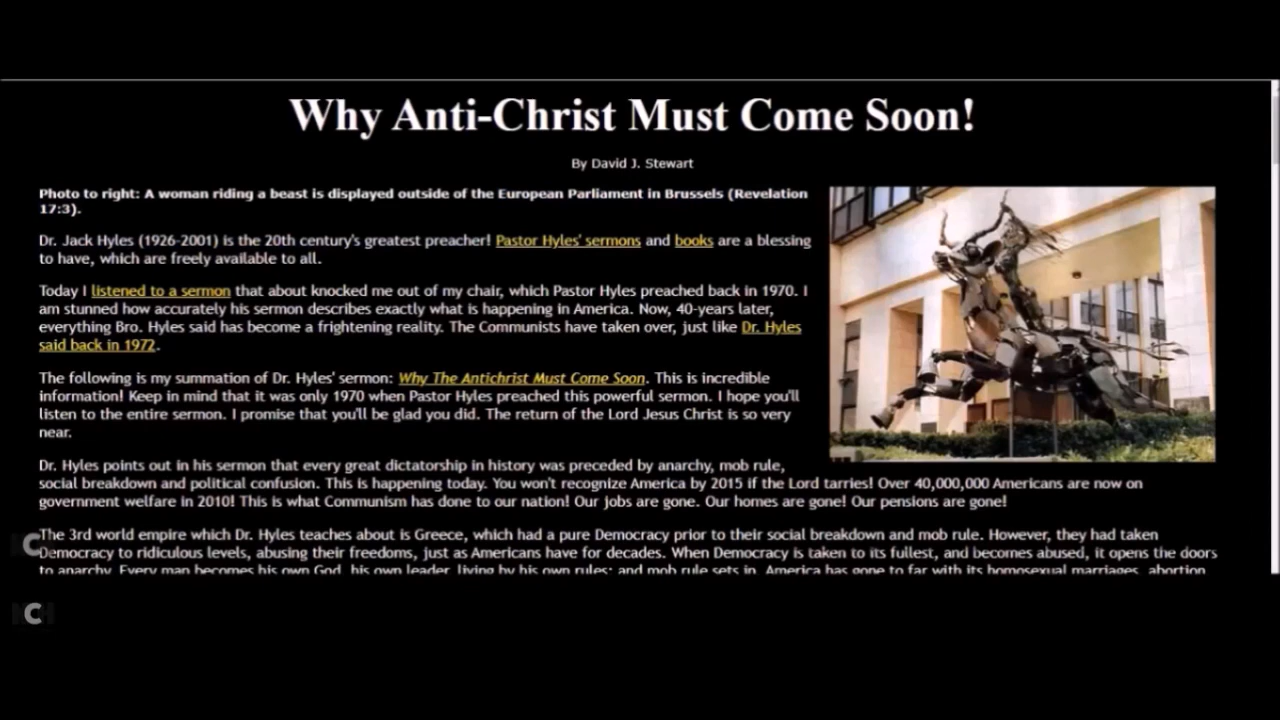 Why Anti-Christ Must Come Soon!
By David J. Stewart
Photo to right: A woman riding a beast is displayed outside of the European Parliament in Brussels (Revelation
17:3).
Dr. Jack Hyles (1926-2001) is the 20th century's greatest preacher! Pastor Hyles' sermons and books are a blessing
to have, which are freely available to all.
Today I listened to a sermon that about knocked me out of my chair, which Pastor Hyles preached back in 1970. I
am stunned how accurately his sermon describes exactly what is happening in America. Now, 40-years later,
everything Bro. Hyles said has become a frightening reality. The Communists have taken over, just like Dr. Hyles
said back in 1972.
The following is my summation of Dr. Hyles' sermon: Why The Antichrist Must Come Soon. This is incredible
information! Keep in mind that it was only 1970 when Pastor Hyles preached this powerful sermon. I hope you'll
listen to the entire sermon. I promise that you'll be glad you did. The return of the Lord Jesus Christ is so very
near.
Dr. Hyles points out in his sermon that every great dictatorship in history was preceded by anarchy, mob rule,
social breakdown and political confusion. This is happening today. You won't recognize America by 2015 if the Lord tarries! Over 40,000,000 Americans are now on
government welfare in 2010! This is what Communism has done to our nation! Our jobs are gone. Our homes are gone! Our pensions are gone!
The 3rd world empire which Dr. Hyles teaches about is Greece, which had a pure Democracy prior to their social breakdown and mob rule. However, they had taken
Democracy to ridiculous levels, abusing their freedoms, just as Americans have for decades. When Democracy is taken to its fullest, and becomes abused, it opens the doors
to anarchy. Every man becomes his own God, his own leader, living by his own rules; and mob rule sets in. America has gone to far with its homosexual marriages, abortion
C
C